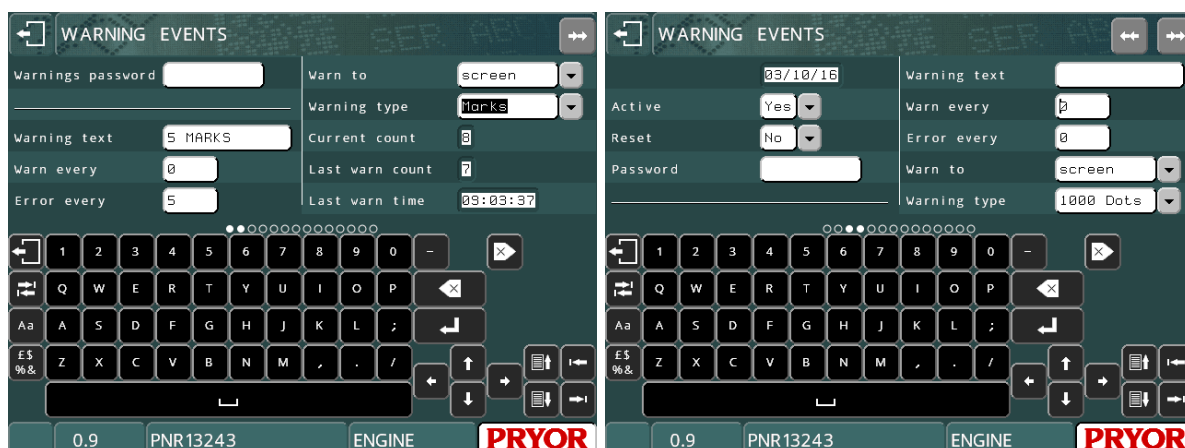 WARNING EVENTS
Warnings password
Warning text 5 MARKS
Warn every 0
Error every 5
Warn to screen
Warning type Marks
Current count 8
Last warn count 7
Last warn time 09:03:37
1 2 3 4 5 6 7 8 9 0 -
Q W E R T Y U I O P
Aa A S D F G H J K L ;
£$ %& Z X C V B N M , . /
0.9 PNR13243 ENGINE PRYOR
WARNING EVENTS
03/10/16
Active Yes
Reset No
Password
Warning text
Warn every 0
Error every 0
Warn to screen
Warning type 1000 Dots
1 2 3 4 5 6 7 8 9 0 -
Q W E R T Y U I O P
Aa A S D F G H J K L ;
£$ %& Z X C V B N M , . /
0.9 PNR13243 ENGINE PRYOR